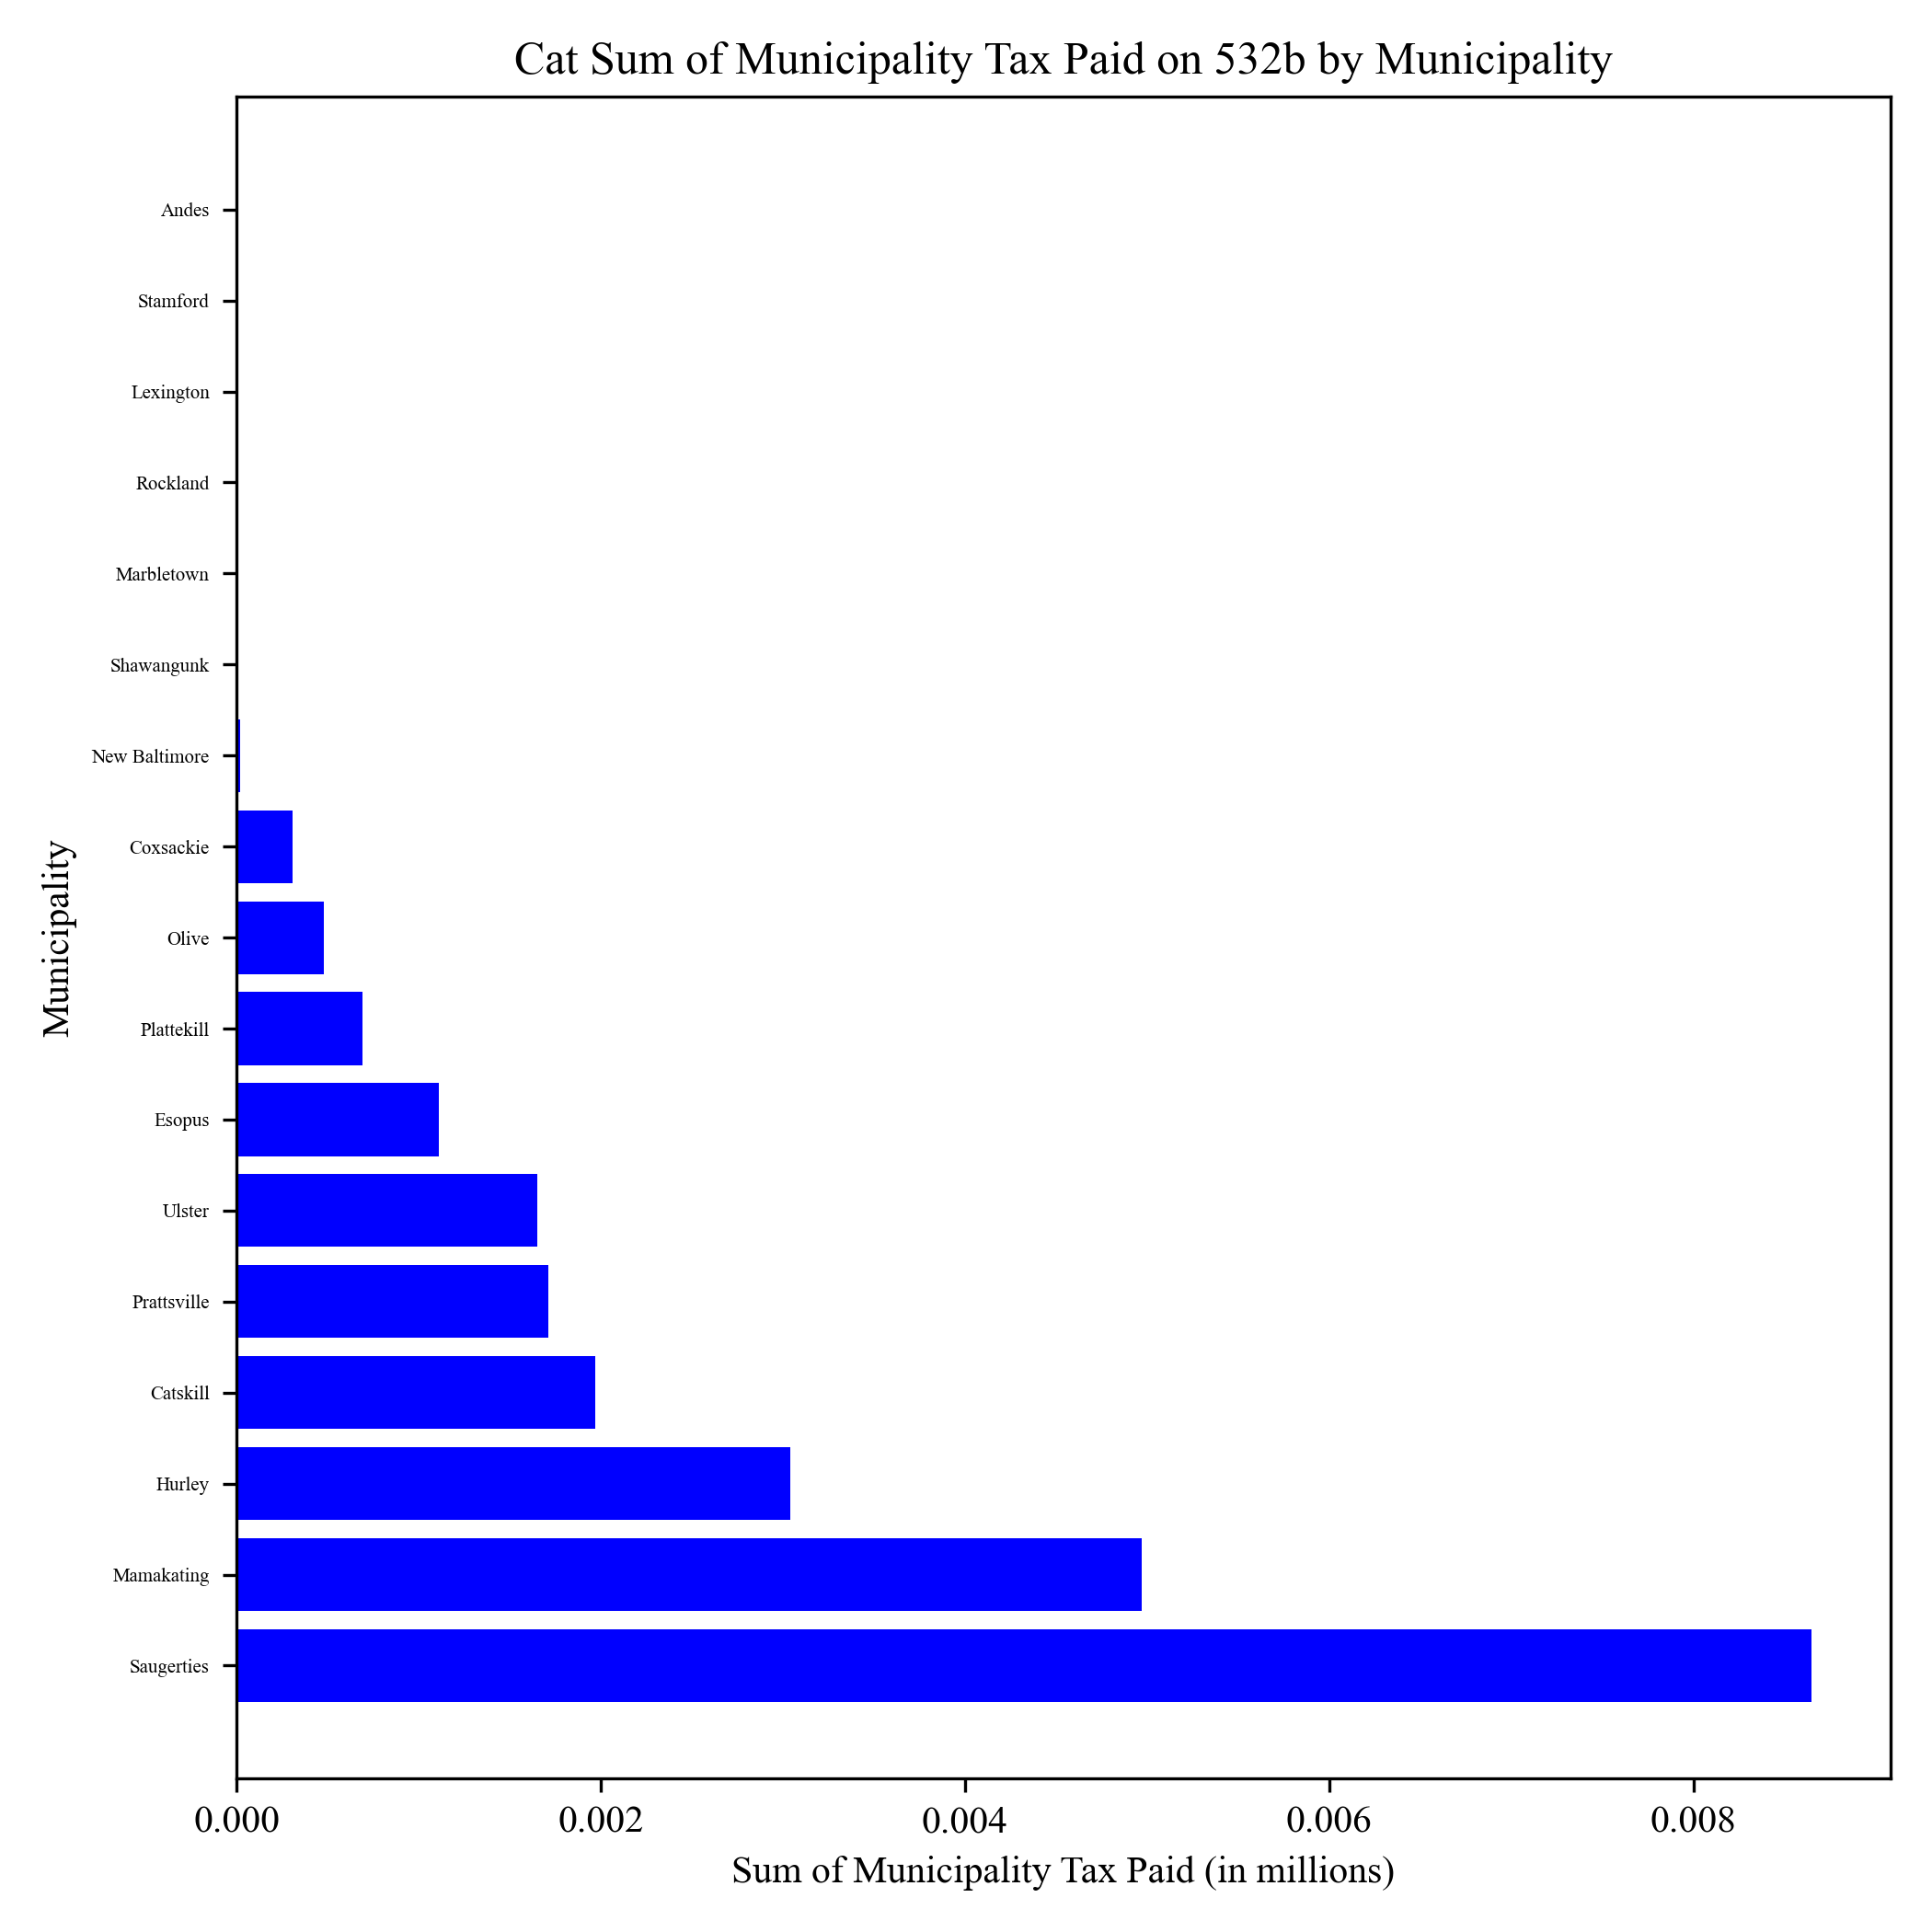 Cat Sum of Municipality Tax Paid on 532b by Municipality
Municipality
Andes
Stamford
Lexington
Rockland
Marbletown
Shawangunk
New Baltimore
Coxsackie
Olive
Plattekill
Esopus
Ulster
Prattsville
Catskill
Hurley
Mamakating
Saugerties
0.000 0.002 0.004 0.006 0.008
Sum of Municipality Tax Paid (in millions)